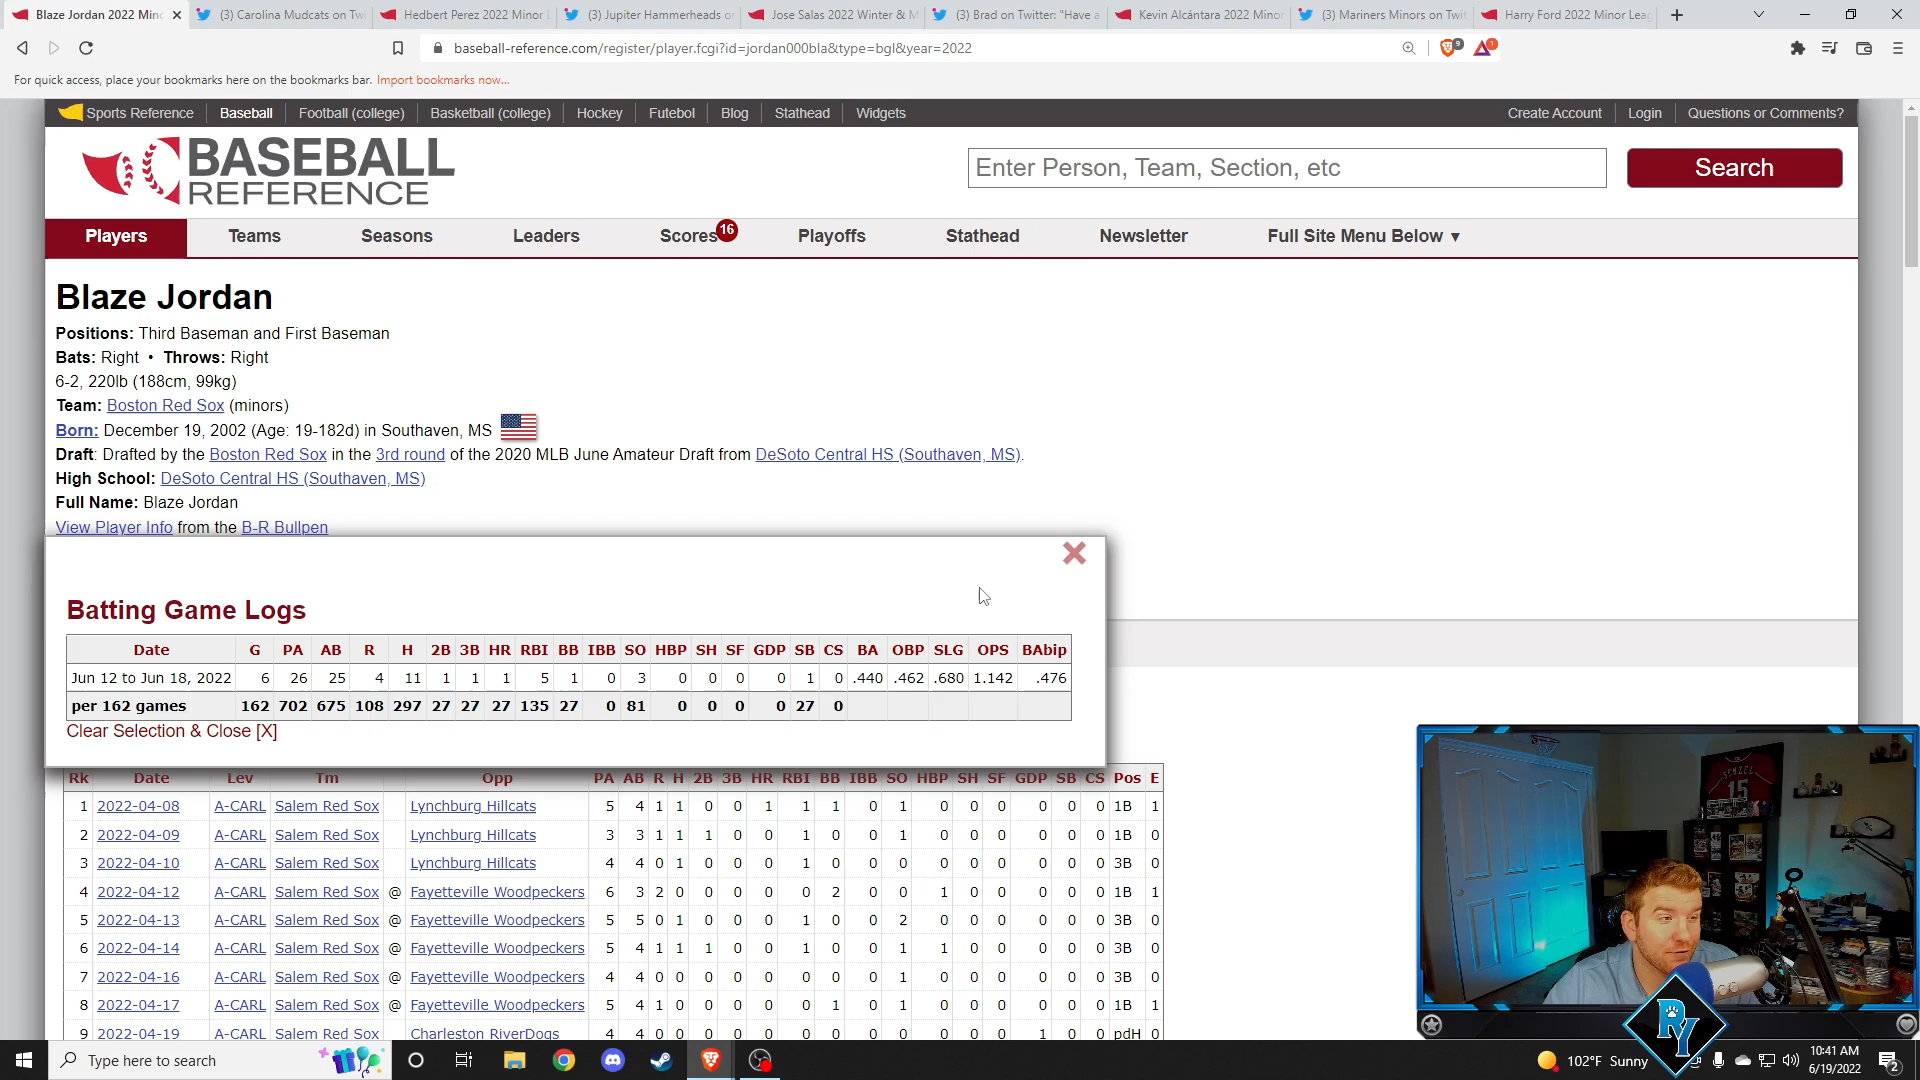 Blaze Jordan 2022 Mino
(3) Carolina Mudcats on Twi
Hedbert Perez 2022 Minor L
(3) Jupiter Hammerheads o
Jose Salas 2022 Winter & M
(3) Brad on Twitter: "Have a
Kevin Alcántara 2022 Minor
(3) Mariners Minors on Twit
Harry Ford 2022 Minor Leag
baseball-reference.com/register/player.fcgi?id=jordan000bla&type=bgl&year=2022
9
1
For quick access, place your bookmarks here on the bookmarks bar. Import bookmarks now...
Sports Reference Baseball Football (college) Basketball (college) Hockey Futebol Blog Stathead Widgets Create Account Login Questions or Comments?
BASEBALL
REFERENCE
Enter Person, Team, Section, etc
Search
Players Teams Seasons Leaders Scores 16 Playoffs Stathead Newsletter Full Site Menu Below ▼
Blaze Jordan
Positions: Third Baseman and First Baseman
Bats: Right • Throws: Right
6-2, 220lb (188cm, 99kg)
Team: Boston Red Sox (minors)
Born: December 19, 2002 (Age: 19-182d) in Southaven, MS
Draft: Drafted by the Boston Red Sox in the 3rd round of the 2020 MLB June Amateur Draft from DeSoto Central HS (Southaven, MS).
High School: DeSoto Central HS (Southaven, MS)
Full Name: Blaze Jordan
View Player Info from the B-R Bullpen
Batting Game Logs
Date G PA AB R H 2B 3B HR RBI BB IBB SO HBP SH SF GDP SB CS BA OBP SLG OPS BAbip
Jun 12 to Jun 18, 2022 6 26 25 4 11 1 1 1 5 1 0 3 0 0 0 0 1 0 .440 .462 .680 1.142 .476
per 162 games 162 702 675 108 297 27 27 27 135 27 0 81 0 0 0 0 27 0
Clear Selection & Close [X]
Rk Date Lev Tm Opp PA AB R H 2B 3B HR RBI BB IBB SO HBP SH SF GDP SB CS Pos E
1 2022-04-08 A-CARL Salem Red Sox Lynchburg Hillcats 5 4 1 1 0 0 1 1 1 0 1 0 0 0 0 0 0 1B 1
2 2022-04-09 A-CARL Salem Red Sox Lynchburg Hillcats 3 3 1 1 1 0 0 1 0 0 1 0 0 0 0 0 0 1B 0
3 2022-04-10 A-CARL Salem Red Sox Lynchburg Hillcats 4 4 0 1 0 0 0 1 0 0 0 0 0 0 0 0 0 3B 0
4 2022-04-12 A-CARL Salem Red Sox @ Fayetteville Woodpeckers 6 3 2 0 0 0 0 0 2 0 0 1 0 0 0 0 0 1B 1
5 2022-04-13 A-CARL Salem Red Sox @ Fayetteville Woodpeckers 5 5 0 1 0 0 0 1 0 0 2 0 0 0 0 0 0 3B 0
6 2022-04-14 A-CARL Salem Red Sox @ Fayetteville Woodpeckers 5 4 1 1 1 0 0 1 0 0 1 1 0 0 0 0 0 3B 0
7 2022-04-16 A-CARL Salem Red Sox @ Fayetteville Woodpeckers 4 4 0 0 0 0 0 0 0 0 1 0 0 0 0 0 0 3B 0
8 2022-04-17 A-CARL Salem Red Sox @ Fayetteville Woodpeckers 5 4 1 0 0 0 0 0 1 0 1 0 0 0 0 0 0 1B 1
9 2022-04-19 A-CARL Salem Red Sox Charleston RiverDogs 4 4 0 0 0 0 0 0 0 0 0 0 0 0 1 0 0 pdH 0
SENZEL
15
RY
Type here to search
102°F Sunny
10:41 AM
6/19/2022
2